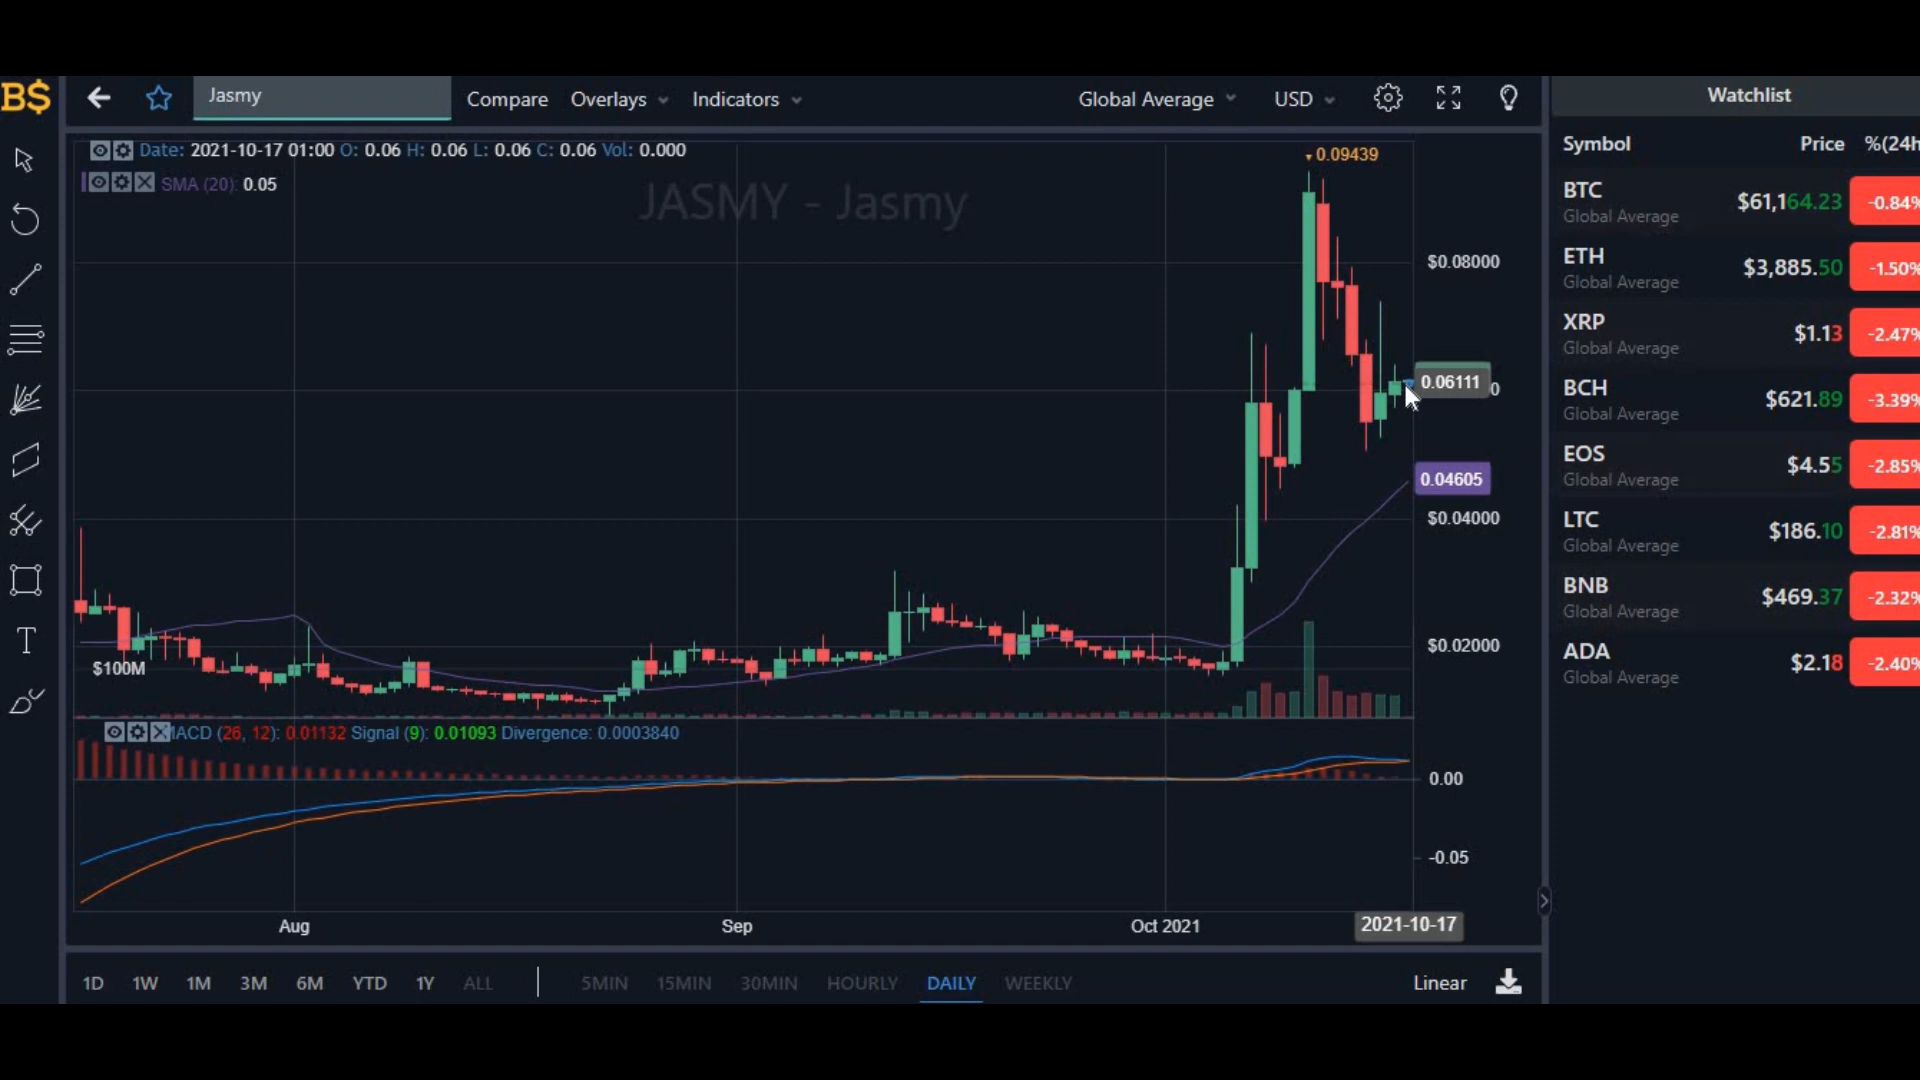 B$
Jasmy
Compare Overlays Indicators
Global Average USD
Watchlist
Date: 2021-10-17 01:00 O: 0.06 H: 0.06 L: 0.06 C: 0.06 Vol: 0.000
SMA (20): 0.05
JASMY - Jasmy
0.09439
$0.08000
0.06111
0
0.04605
$0.04000
$0.02000
$100M
MACD (26, 12): 0.01132 Signal (9): 0.01093 Divergence: 0.0003840
0.00
-0.05
Aug Sep Oct 2021 2021-10-17
1D 1W 1M 3M 6M YTD 1Y ALL 5MIN 15MIN 30MIN HOURLY DAILY WEEKLY Linear
T
Symbol Price %(24h
BTC $61,164.23 -0.84%
Global Average
ETH $3,885.50 -1.50%
Global Average
XRP $1.13 -2.47%
Global Average
BCH $621.89 -3.39%
Global Average
EOS $4.55 -2.85%
Global Average
LTC $186.10 -2.81%
Global Average
BNB $469.37 -2.32%
Global Average
ADA $2.18 -2.40%
Global Average